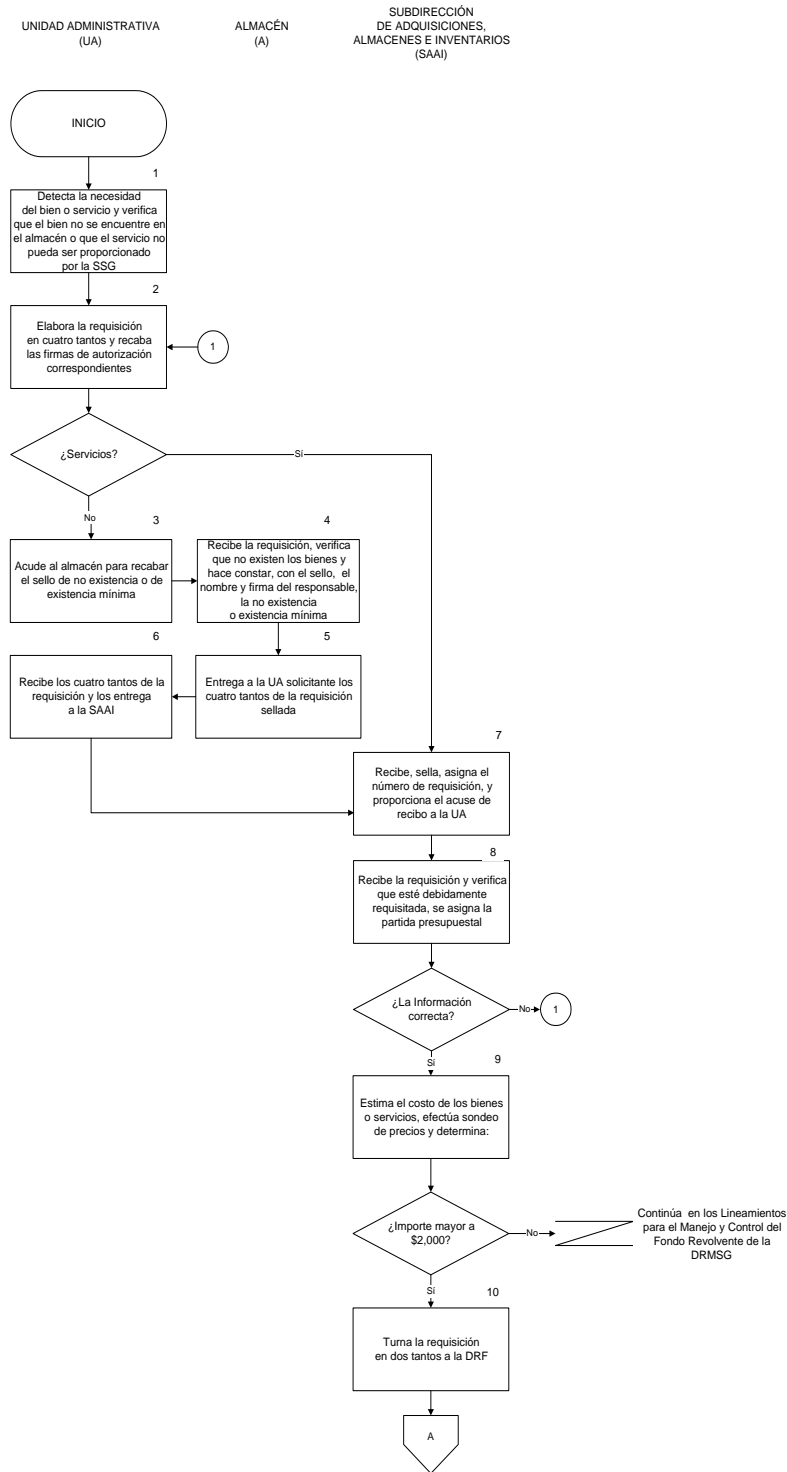 UNIDAD ADMINISTRATIVA
(UA)
ALMACÉN
(A)
SUBDIRECCIÓN
DE ADQUISICIONES,
ALMACENES E INVENTARIOS
(SAAI)
INICIO
1
Detecta la necesidad
del bien o servicio y verifica
que el bien no se encuentre en
el almacén o que el servicio no
pueda ser proporcionado
por la SSG
2
Elabora la requisición
en cuatro tantos y recaba
las firmas de autorización
correspondientes
1
¿Servicios?
Sí
No
3
Acude al almacén para recabar
el sello de no existencia o de
existencia mínima
4
Recibe la requisición, verifica
que no existen los bienes y
hace constar, con el sello, el
nombre y firma del responsable,
la no existencia
o existencia mínima
5
Entrega a la UA solicitante los
cuatro tantos de la requisición
sellada
6
Recibe los cuatro tantos de la
requisición y los entrega
a la SAAI
7
Recibe, sella, asigna el
número de requisición, y
proporciona el acuse de
recibo a la UA
8
Recibe la requisición y verifica
que esté debidamente
requisitada, se asigna la
partida presupuestal
¿La Información
correcta?
No
1
Sí
9
Estima el costo de los bienes
o servicios, efectúa sondeo
de precios y determina:
¿Importe mayor a
$2,000?
No
Continúa en los Lineamientos
para el Manejo y Control del
Fondo Revolvente de la
DRMSG
Sí
10
Turna la requisición
en dos tantos a la DRF
A